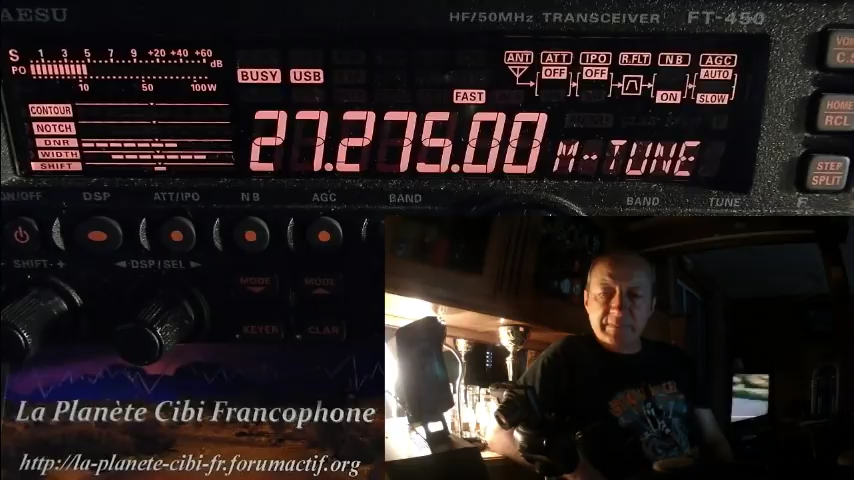 AESU
HF/50MHz TRANSCEIVER FT-450
S 1 3 5 7 9 +20 +40 +60 dB
PO 10 50 100W
BUSY USB
FAST
ANT ATT IPO R.FLT NB AGC
OFF OFF AUTO
ON SLOW
CONTOUR
NOTCH
DNR
WIDTH
SHIFT
27.275.00 M-TUNE
HOME
RCL
STEP
SPLIT
ON/OFF DSP ATT/IPO NB AGC BAND BAND TUNE F
SHIFT-+ ◄DSP/SEL►
MODE MODE
KEYER CLAR
La Planète Cibi Francophone
http://la-planete-cibi-fr.forumactif.org